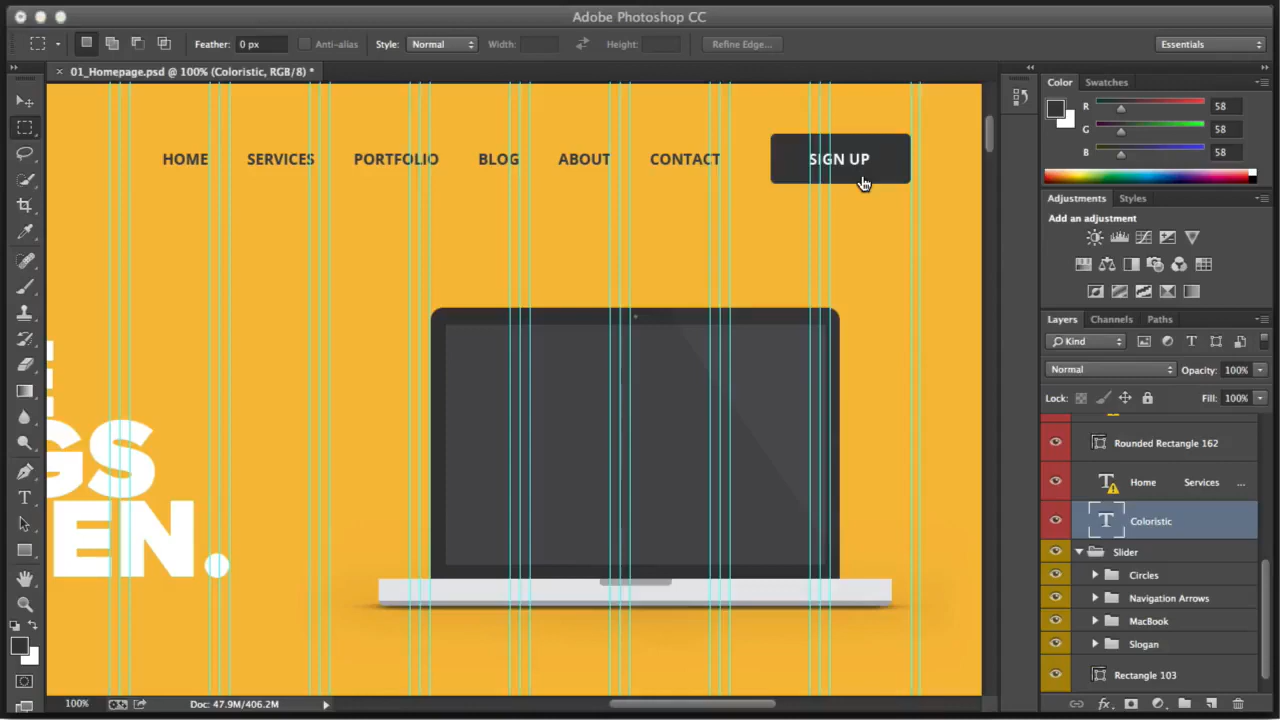 Adobe Photoshop CC
Feather: 0 px Anti-alias Style: Normal Width: Height: Refine Edge... Essentials
× 01_Homepage.psd @ 100% (Coloristic, RGB/8) *
HOME SERVICES PORTFOLIO BLOG ABOUT CONTACT SIGN UP
GS
EN.
Color Swatches
R 58
G 58
B 58
Adjustments Styles
Add an adjustment
Layers Channels Paths
Kind
Normal Opacity: 100%
Lock: Fill: 100%
Rounded Rectangle 162
Home Services ...
Coloristic
Slider
Circles
Navigation Arrows
MacBook
Slogan
Rectangle 103
100% Doc: 47.9M/406.2M